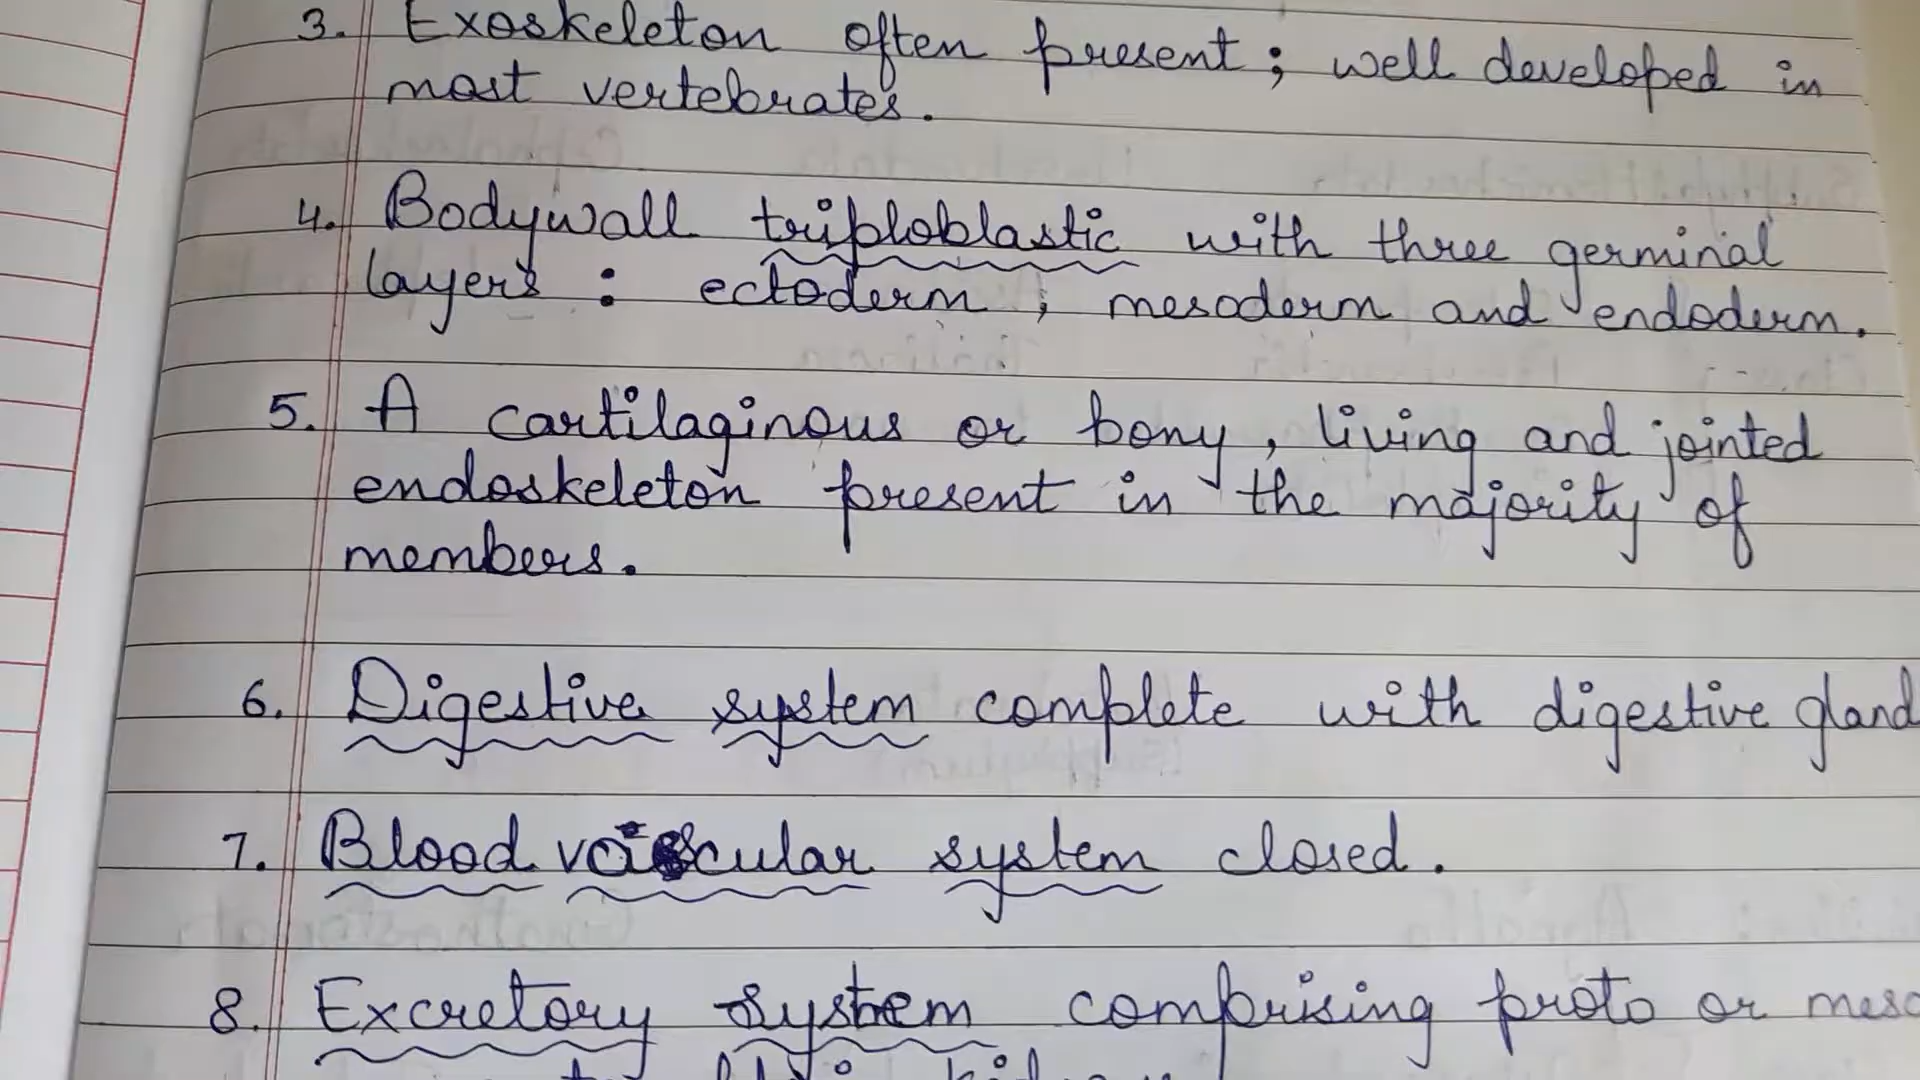 3. Exoskeleton often present; well developed in
most vertebrates.
4. Bodywall triploblastic with three germinal
layers : ectoderm ; mesoderm and endoderm.
5. A cartilaginous or bony, living and jointed
endoskeleton present in the majority of
members.
6. Digestive system complete with digestive gland
7. Blood vascular system closed.
8. Excretory system comprising proto or meso